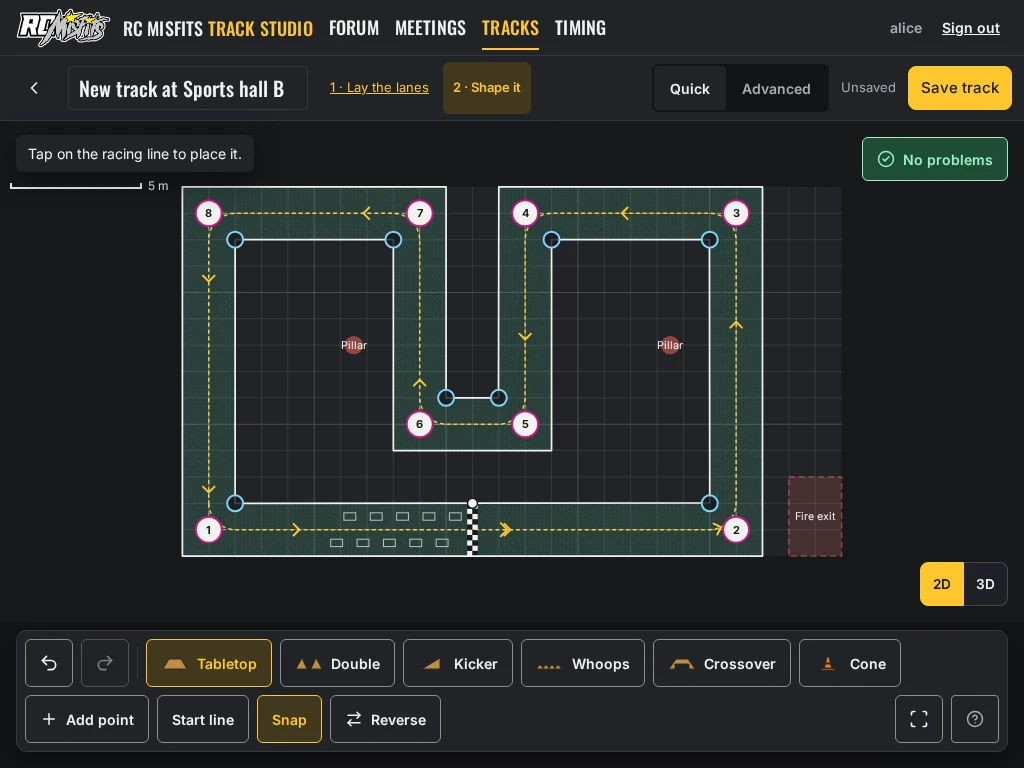 RC Misfits
RC MISFITS TRACK STUDIO FORUM MEETINGS TRACKS TIMING alice Sign out
New track at Sports hall B 1 · Lay the lanes 2 · Shape it Quick Advanced Unsaved Save track
Tap on the racing line to place it.
No problems
5 m
8 7 4 3
Pillar Pillar
6 5
Fire exit
1 2
2D 3D
Tabletop Double Kicker Whoops Crossover Cone
Add point Start line Snap Reverse